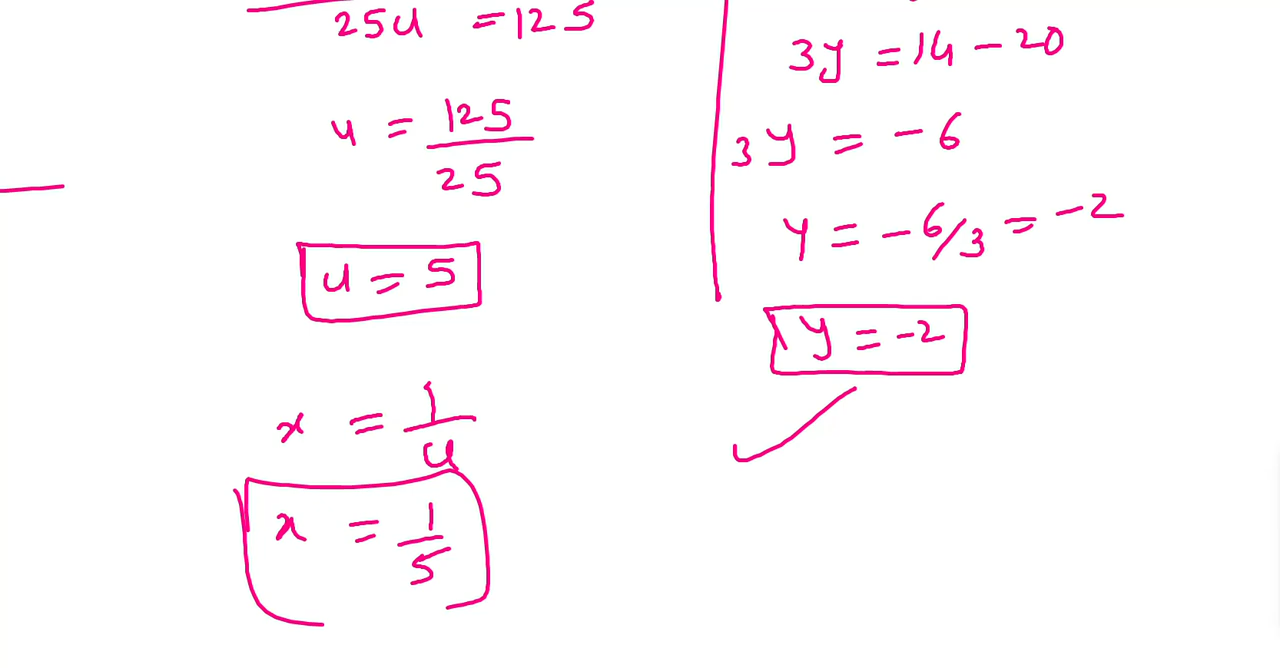 25u = 125
u = 125/25
u = 5
x = 1/u
x = 1/5
3y = 14 - 20
3y = -6
y = -6/3 = -2
y = -2